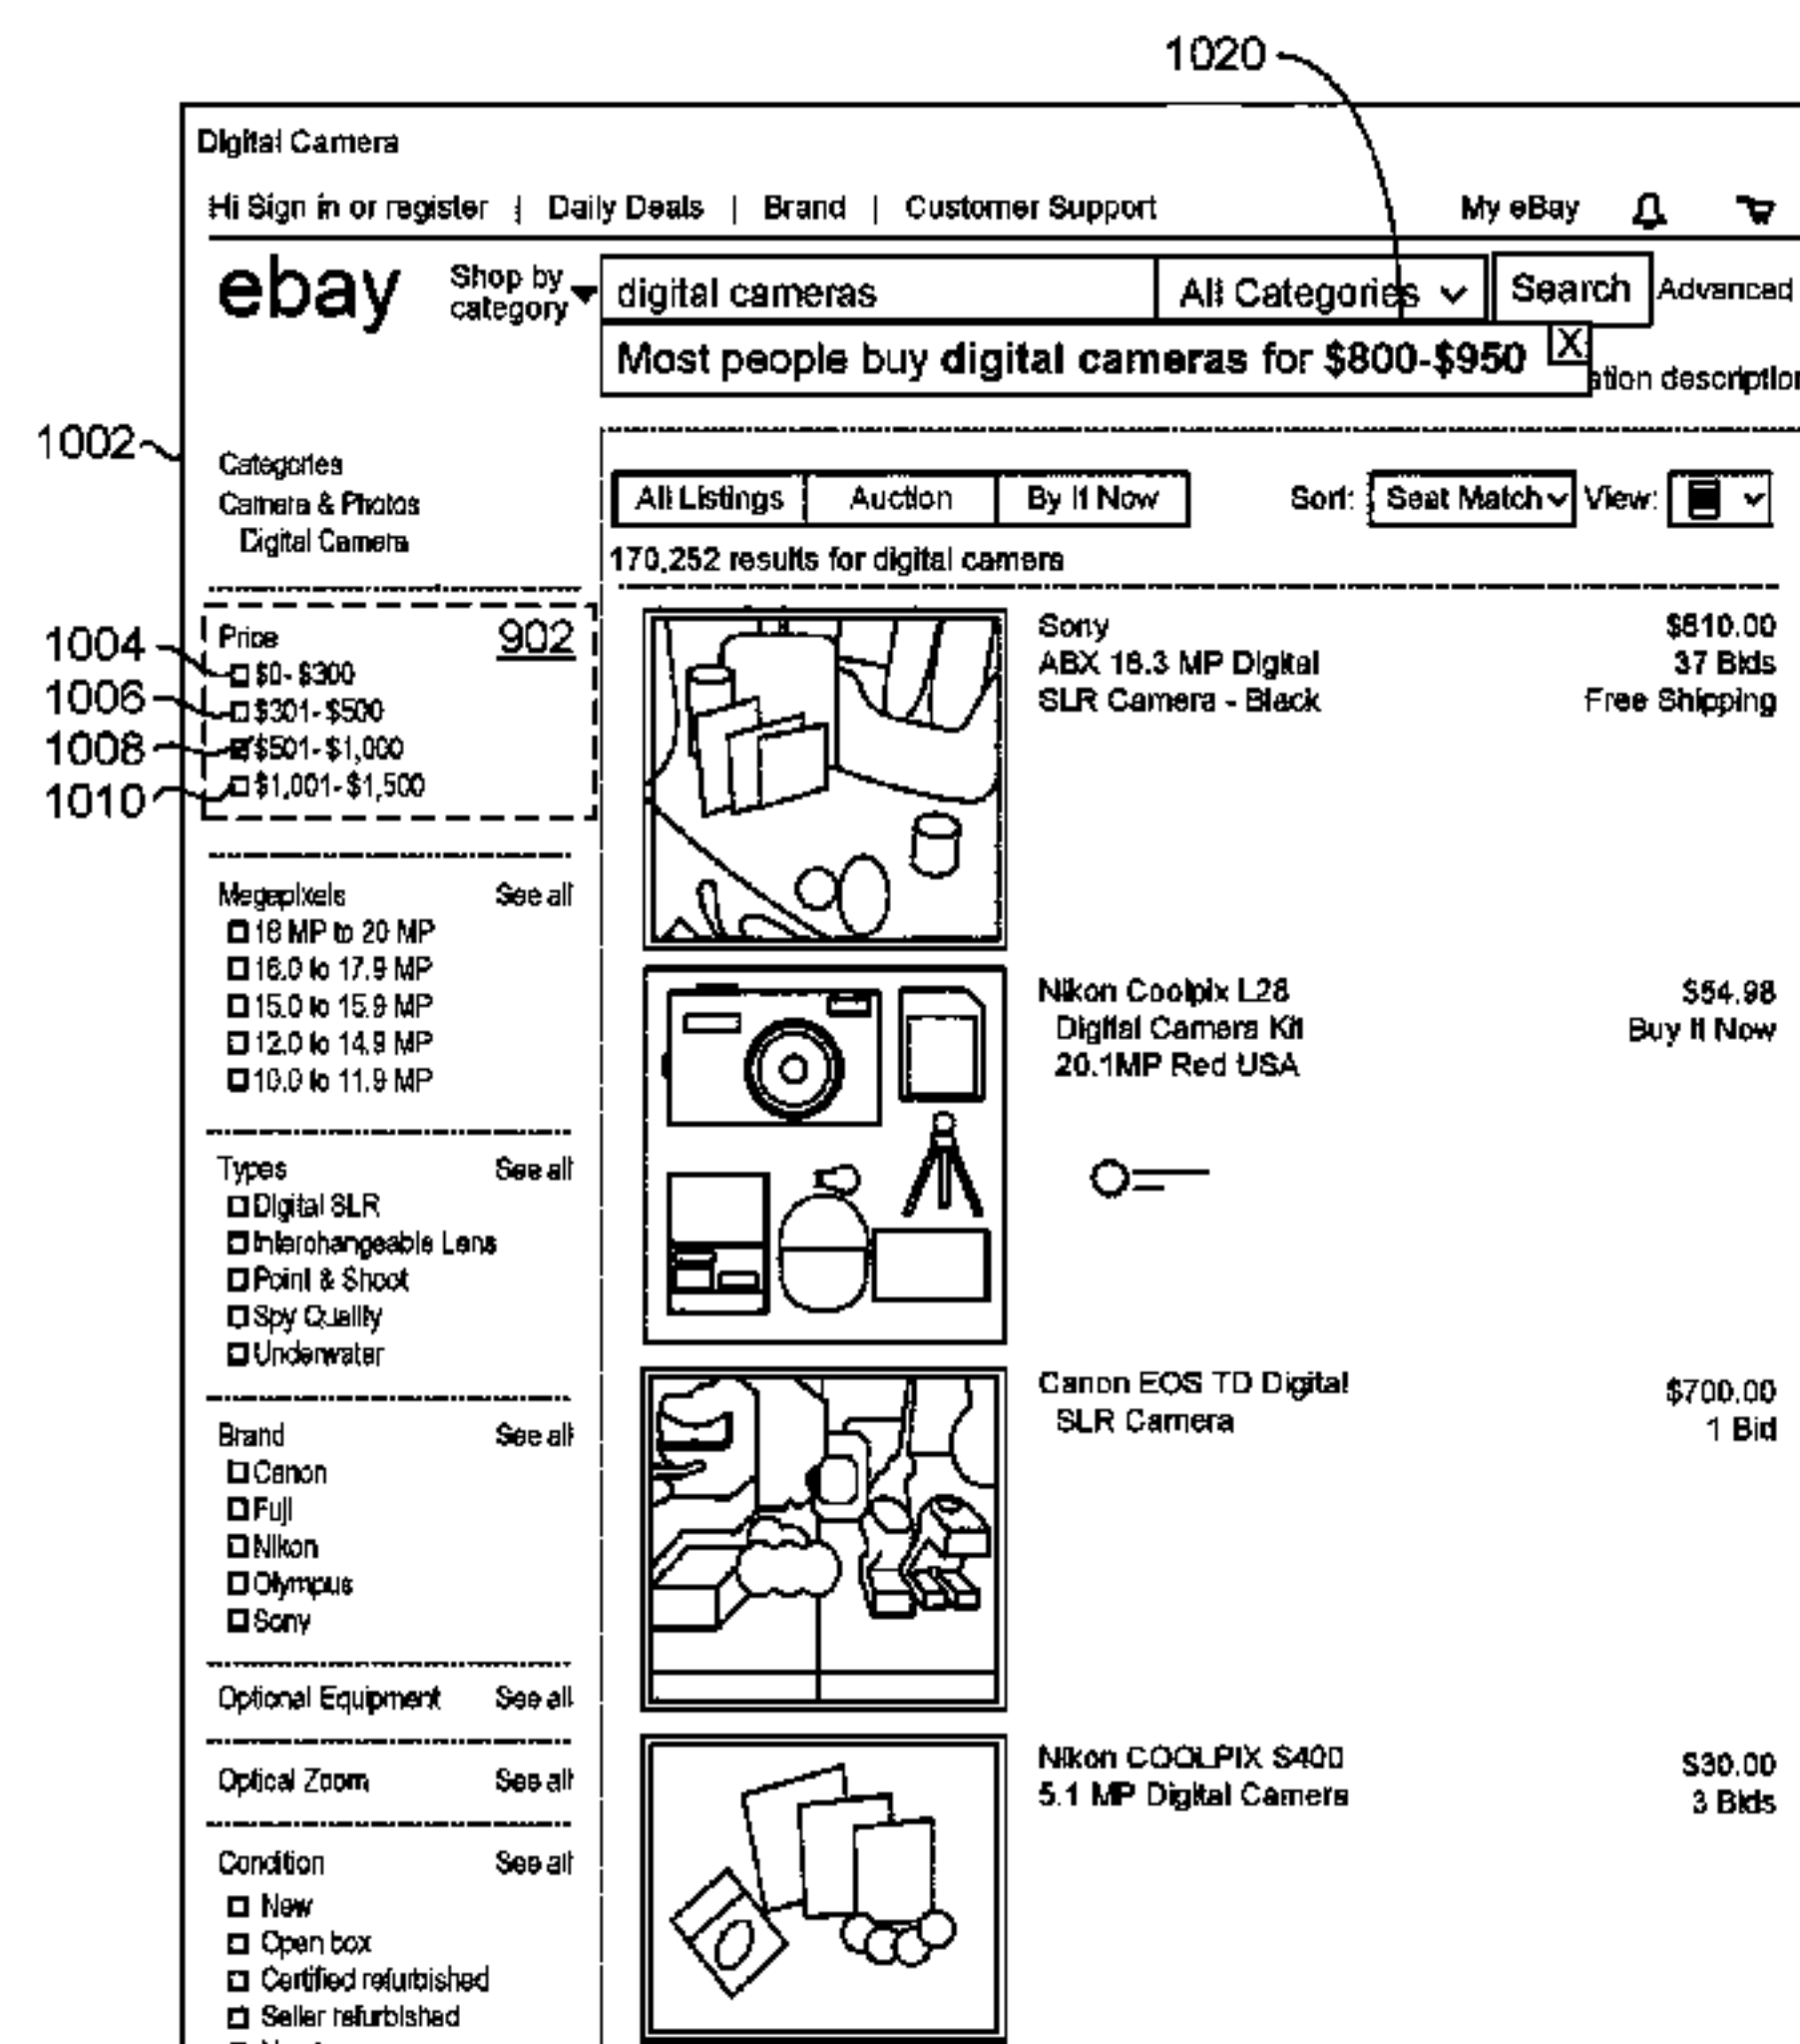 1020
Digital Camera
Hi Sign in or register | Daily Deals | Brand | Customer Support My eBay
ebay Shop by category digital cameras All Categories Search Advanced
Most people buy digital cameras for $800-$950 X
ation description
1002
Categories
Camera & Photos
Digital Camera
All Listings Auction By It Now Sort: Seat Match View:
170,252 results for digital camera
Price 902
1004 $0-$300
1006 $301-$500
1008 $501-$1,000
1010 $1,001-$1,500
Megapixels See all
18 MP to 20 MP
16.0 to 17.9 MP
15.0 to 15.9 MP
12.0 to 14.9 MP
10.0 to 11.9 MP
Types See all
Digital SLR
Interchangeable Lens
Point & Shoot
Spy Quality
Underwater
Brand See all
Canon
Fuji
Nikon
Olympus
Sony
Optional Equipment See all
Optical Zoom See all
Condition See all
New
Open box
Certified refurbished
Seller refurbished
Sony $810.00
ABX 18.3 MP Digital 37 Bids
SLR Camera - Black Free Shipping
Nikon Coolpix L28 $54.98
Digital Camera Kit Buy It Now
20.1MP Red USA
Canon EOS TD Digital $700.00
SLR Camera 1 Bid
Nikon COOLPIX S400 $30.00
5.1 MP Digital Camera 3 Bids